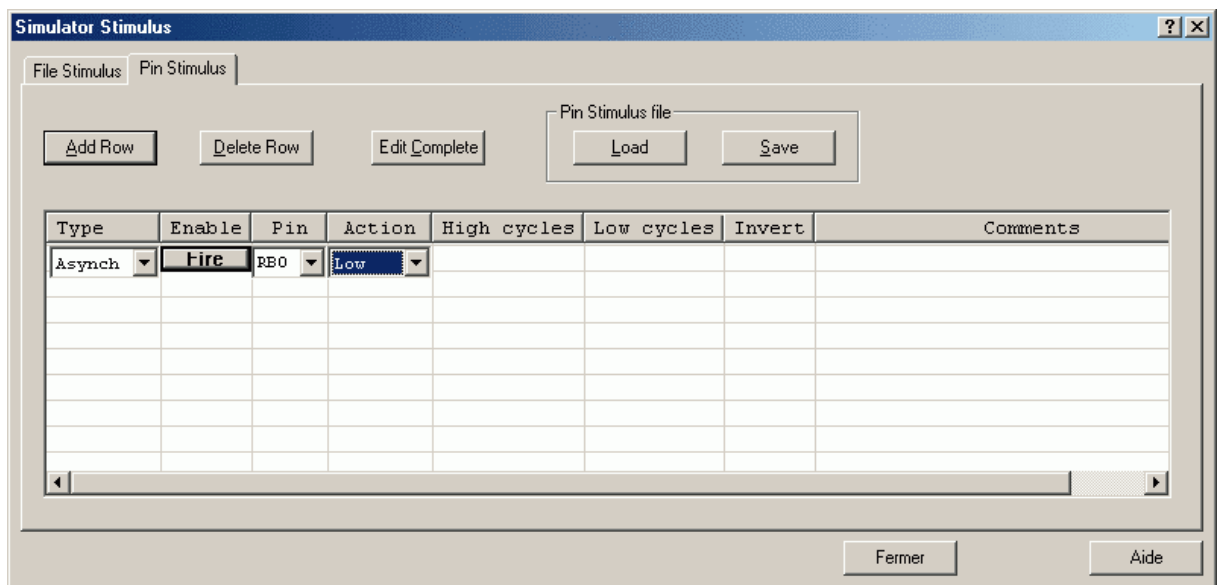 Simulator Stimulus
File Stimulus Pin Stimulus
Pin Stimulus file
Add Row Delete Row Edit Complete Load Save
Type Enable Pin Action High cycles Low cycles Invert Comments
Asynch Fire RB0 Low
Fermer Aide